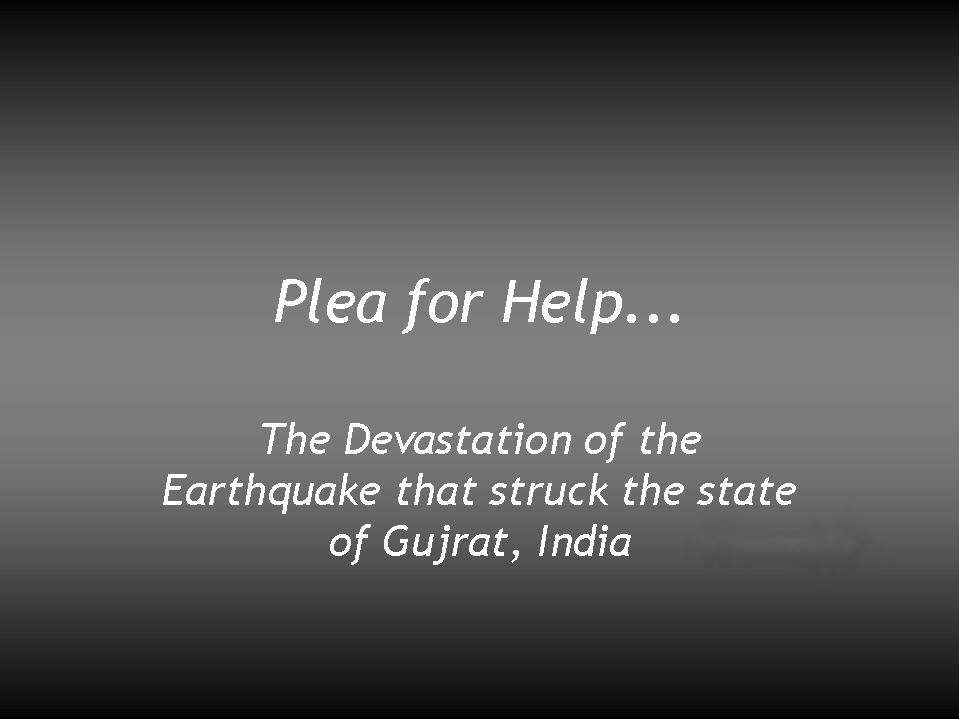 Plea for Help...
The Devastation of the
Earthquake that struck the state
of Gujrat, India